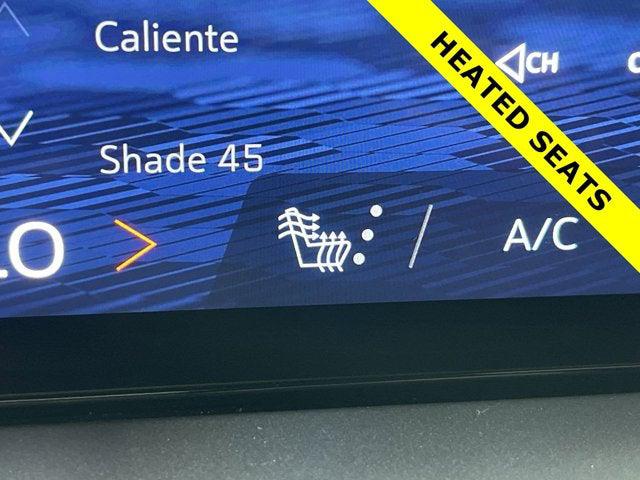 Caliente
CH
HEATED SEATS
Shade 45
LO
A/C